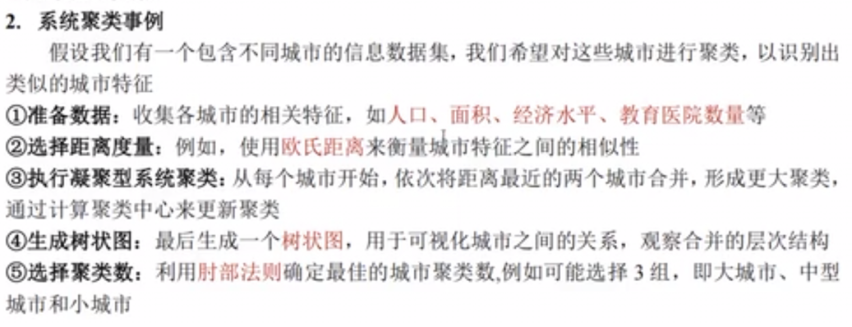 2. 系统聚类事例
假设我们有一个包含不同城市的信息数据集，我们希望对这些城市进行聚类，以识别出
类似的城市特征
①准备数据：收集各城市的相关特征，如人口、面积、经济水平、教育医院数量等
②选择距离度量：例如，使用欧氏距离来衡量城市特征之间的相似性
③执行凝聚型系统聚类：从每个城市开始，依次将距离最近的两个城市合并，形成更大聚类，
通过计算聚类中心来更新聚类
④生成树状图：最后生成一个树状图，用于可视化城市之间的关系，观察合并的层次结构
⑤选择聚类数：利用肘部法则确定最佳的城市聚类数,例如可能选择 3 组，即大城市、中型
城市和小城市